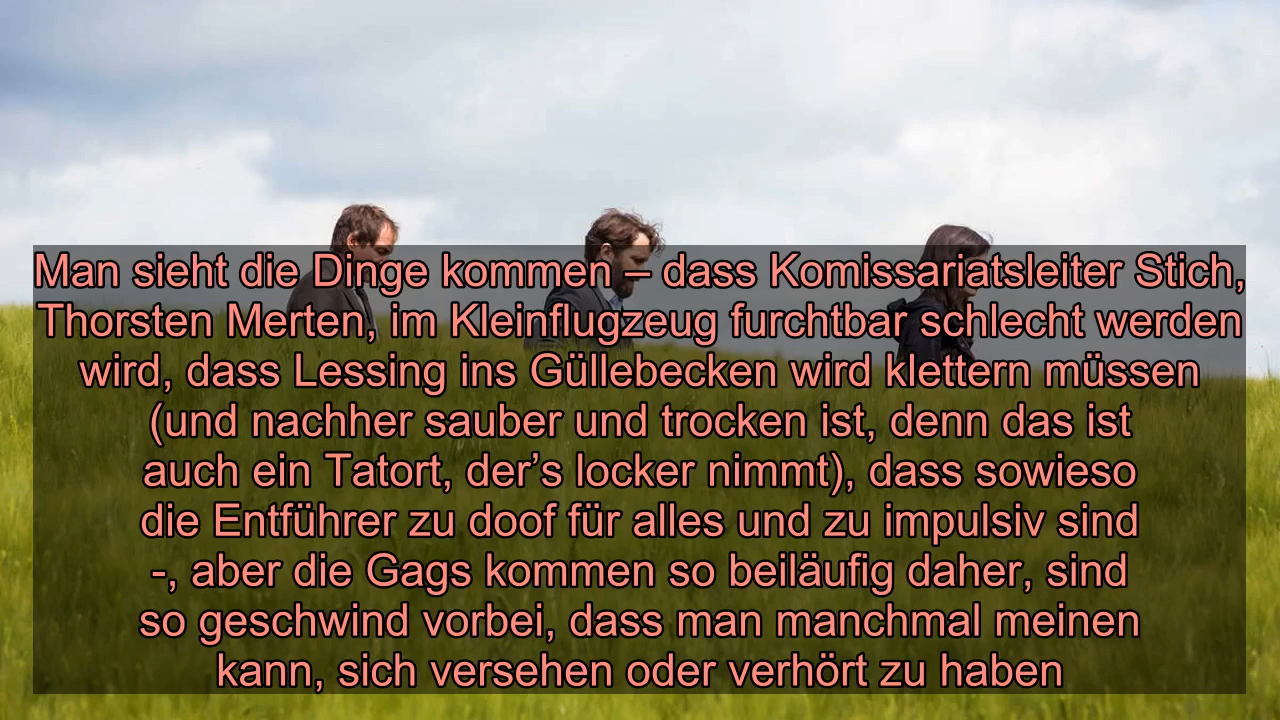 Man sieht die Dinge kommen – dass Komissariatsleiter Stich,
Thorsten Merten, im Kleinflugzeug furchtbar schlecht werden
wird, dass Lessing ins Güllebecken wird klettern müssen
(und nachher sauber und trocken ist, denn das ist
auch ein Tatort, der’s locker nimmt), dass sowieso
die Entführer zu doof für alles und zu impulsiv sind
-, aber die Gags kommen so beiläufig daher, sind
so geschwind vorbei, dass man manchmal meinen
kann, sich versehen oder verhört zu haben